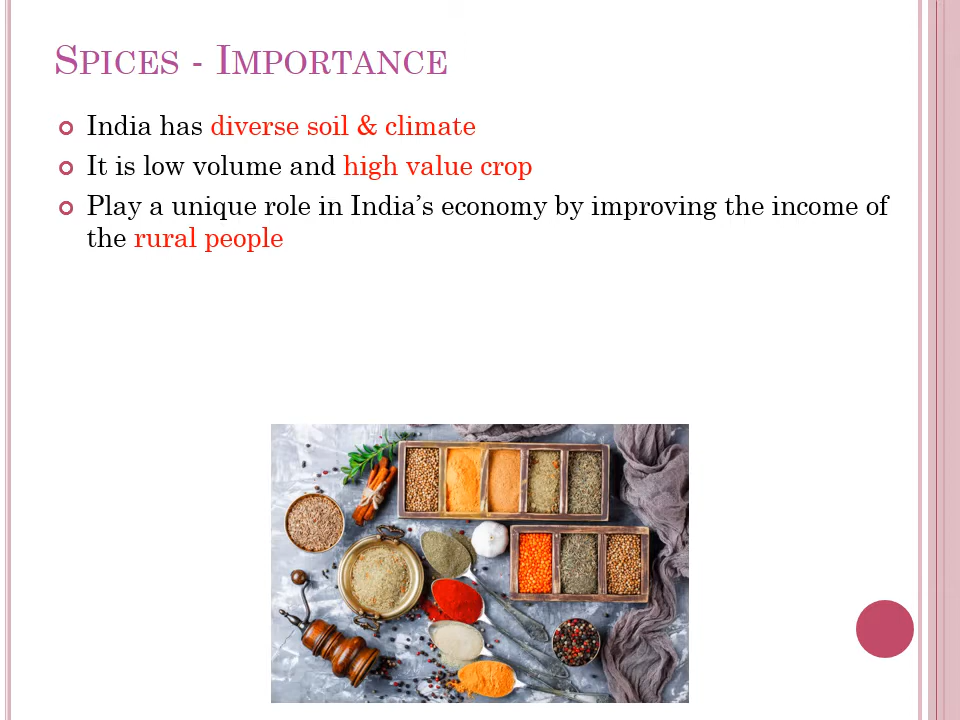 SPICES - IMPORTANCE
India has diverse soil & climate
It is low volume and high value crop
Play a unique role in India’s economy by improving the income of
the rural people